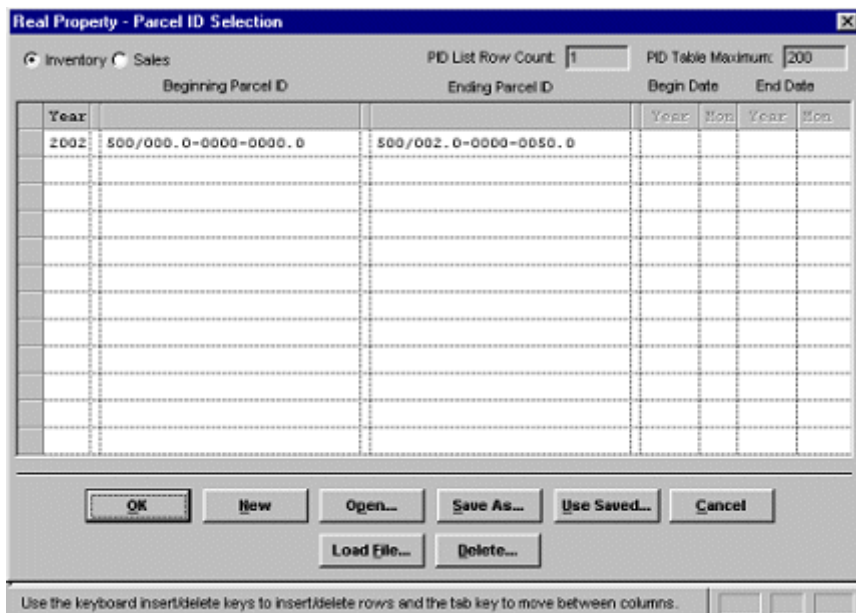 Real Property - Parcel ID Selection
Inventory Sales PID List Row Count: 1 PID Table Maximum: 200
Beginning Parcel ID Ending Parcel ID Begin Date End Date
Year Year Mon Year Mon
2002 500/000.0-0000-0000.0 500/002.0-0000-0050.0
OK New Open... Save As... Use Saved... Cancel
Load File... Delete...
Use the keyboard insert/delete keys to insert/delete rows and the tab key to move between columns.